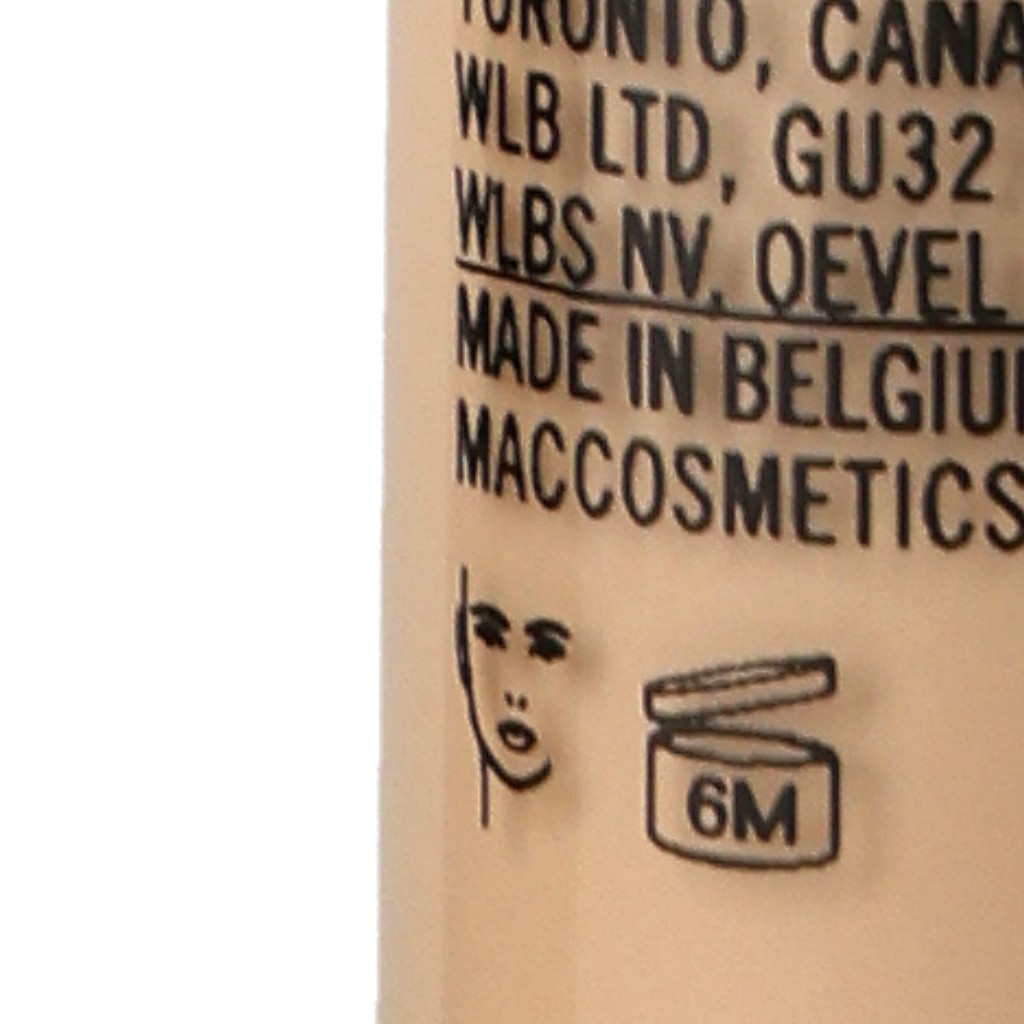 TORONTO, CANA
WLB LTD, GU32
WLBS NV, OEVEL
MADE IN BELGIU
MACCOSMETICS
6M